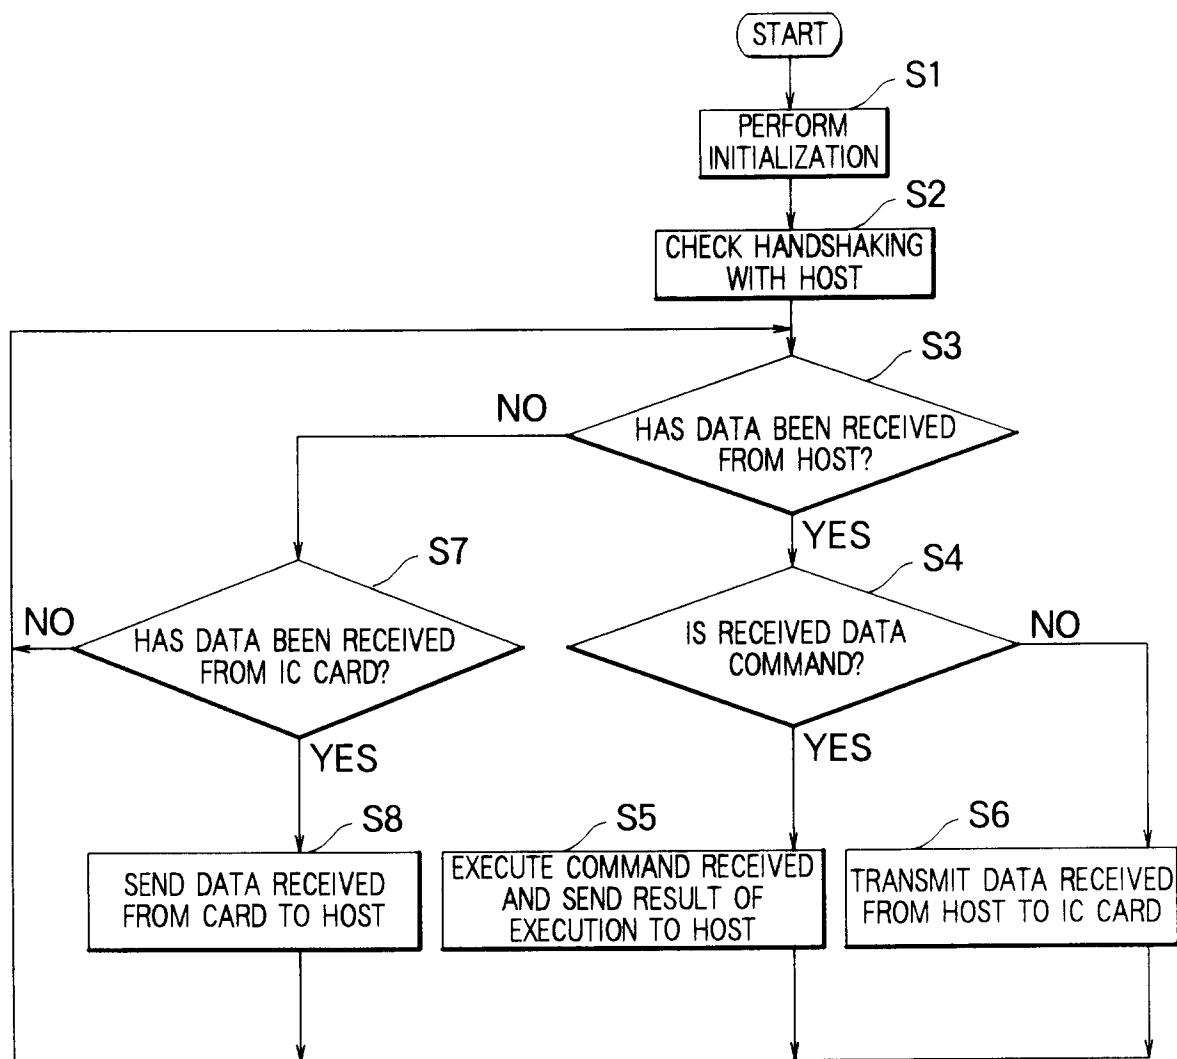 START
S1
PERFORM
INITIALIZATION
S2
CHECK HANDSHAKING
WITH HOST
S3
NO
HAS DATA BEEN RECEIVED
FROM HOST?
YES
S7
S4
NO
HAS DATA BEEN RECEIVED
FROM IC CARD?
IS RECEIVED DATA
COMMAND?
NO
YES
YES
S8
S5
S6
SEND DATA RECEIVED
FROM CARD TO HOST
EXECUTE COMMAND RECEIVED
AND SEND RESULT OF
EXECUTION TO HOST
TRANSMIT DATA RECEIVED
FROM HOST TO IC CARD